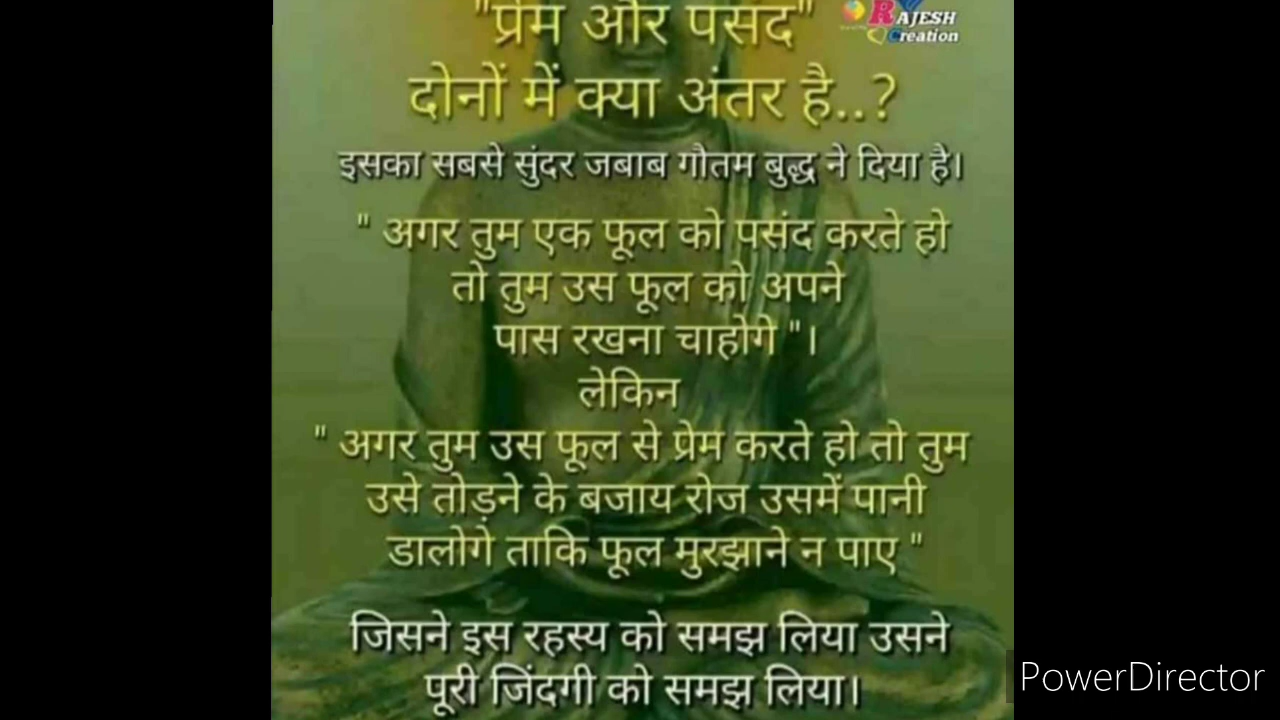 "प्रेम और पसंद"
RAJESH
Creation
दोनों में क्या अंतर है..?
इसका सबसे सुंदर जबाब गौतम बुद्ध ने दिया है।
" अगर तुम एक फूल को पसंद करते हो
तो तुम उस फूल को अपने
पास रखना चाहोगे "।
लेकिन
" अगर तुम उस फूल से प्रेम करते हो तो तुम
उसे तोड़ने के बजाय रोज उसमें पानी
डालोगे ताकि फूल मुरझाने न पाए "
जिसने इस रहस्य को समझ लिया उसने
पूरी जिंदगी को समझ लिया।
PowerDirector